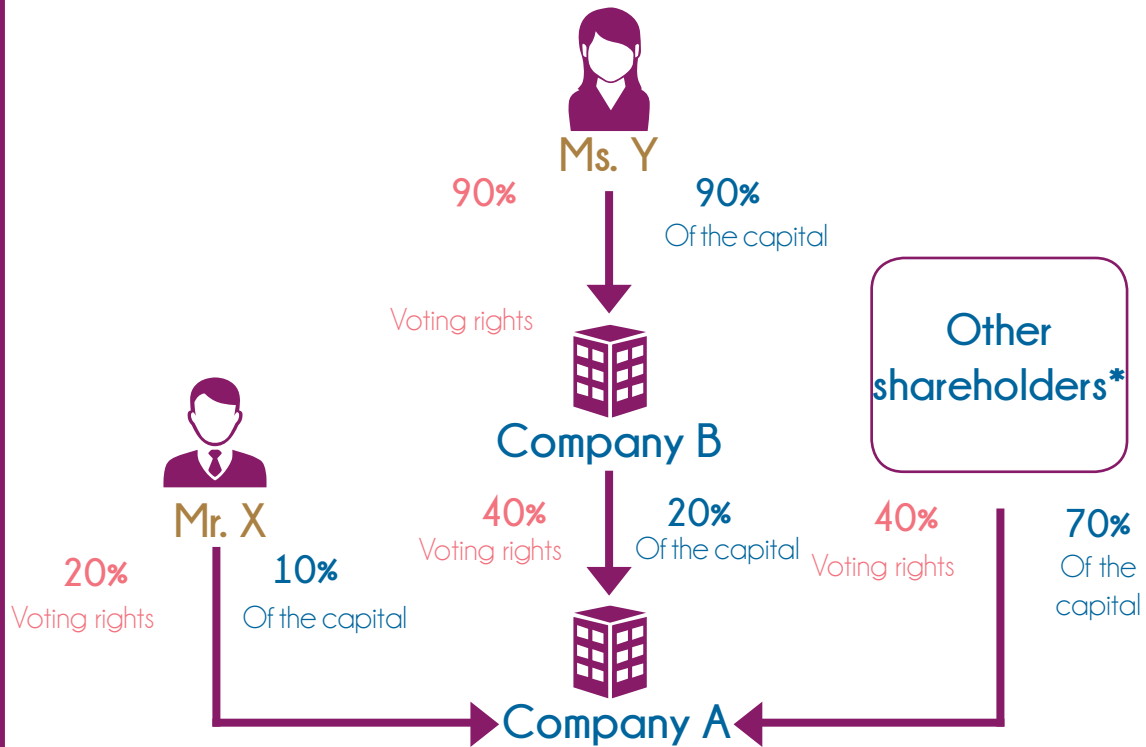 Ms. Y
90%
90%
Of the capital
Voting rights
Other
shareholders*
Company B
Mr. X
40%
Voting rights
20%
Of the capital
40%
Voting rights
70%
Of the
capital
20%
Voting rights
10%
Of the capital
Company A